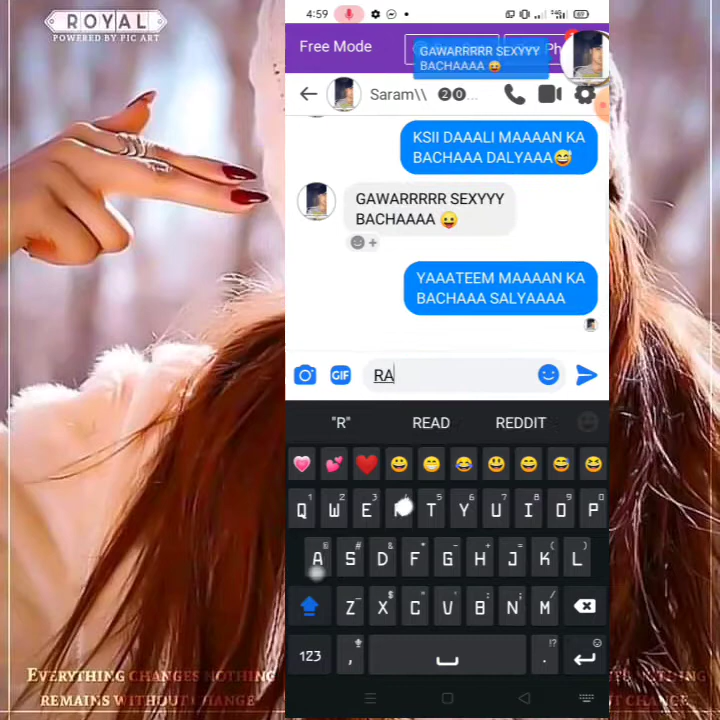 ROYAL
POWERED BY PIC ART
4:59
Free Mode
GAWARRRRR SEXYYY
BACHAAAA 😛
Saram\\ ❷⓿...
KSII DAAALI MAAAAN KA
BACHAAA DALYAAA😅
GAWARRRRR SEXYYY
BACHAAAA 😛
YAAATEEM MAAAAN KA
BACHAAA SALYAAAA
GIF
RA
"R" READ REDDIT
Q W E T Y U I O P
A S D F G H J K L
Z X C V B N M
123 , .
EVERYTHING CHANGES NOTHING
REMAINS WITHOUT CHANGE